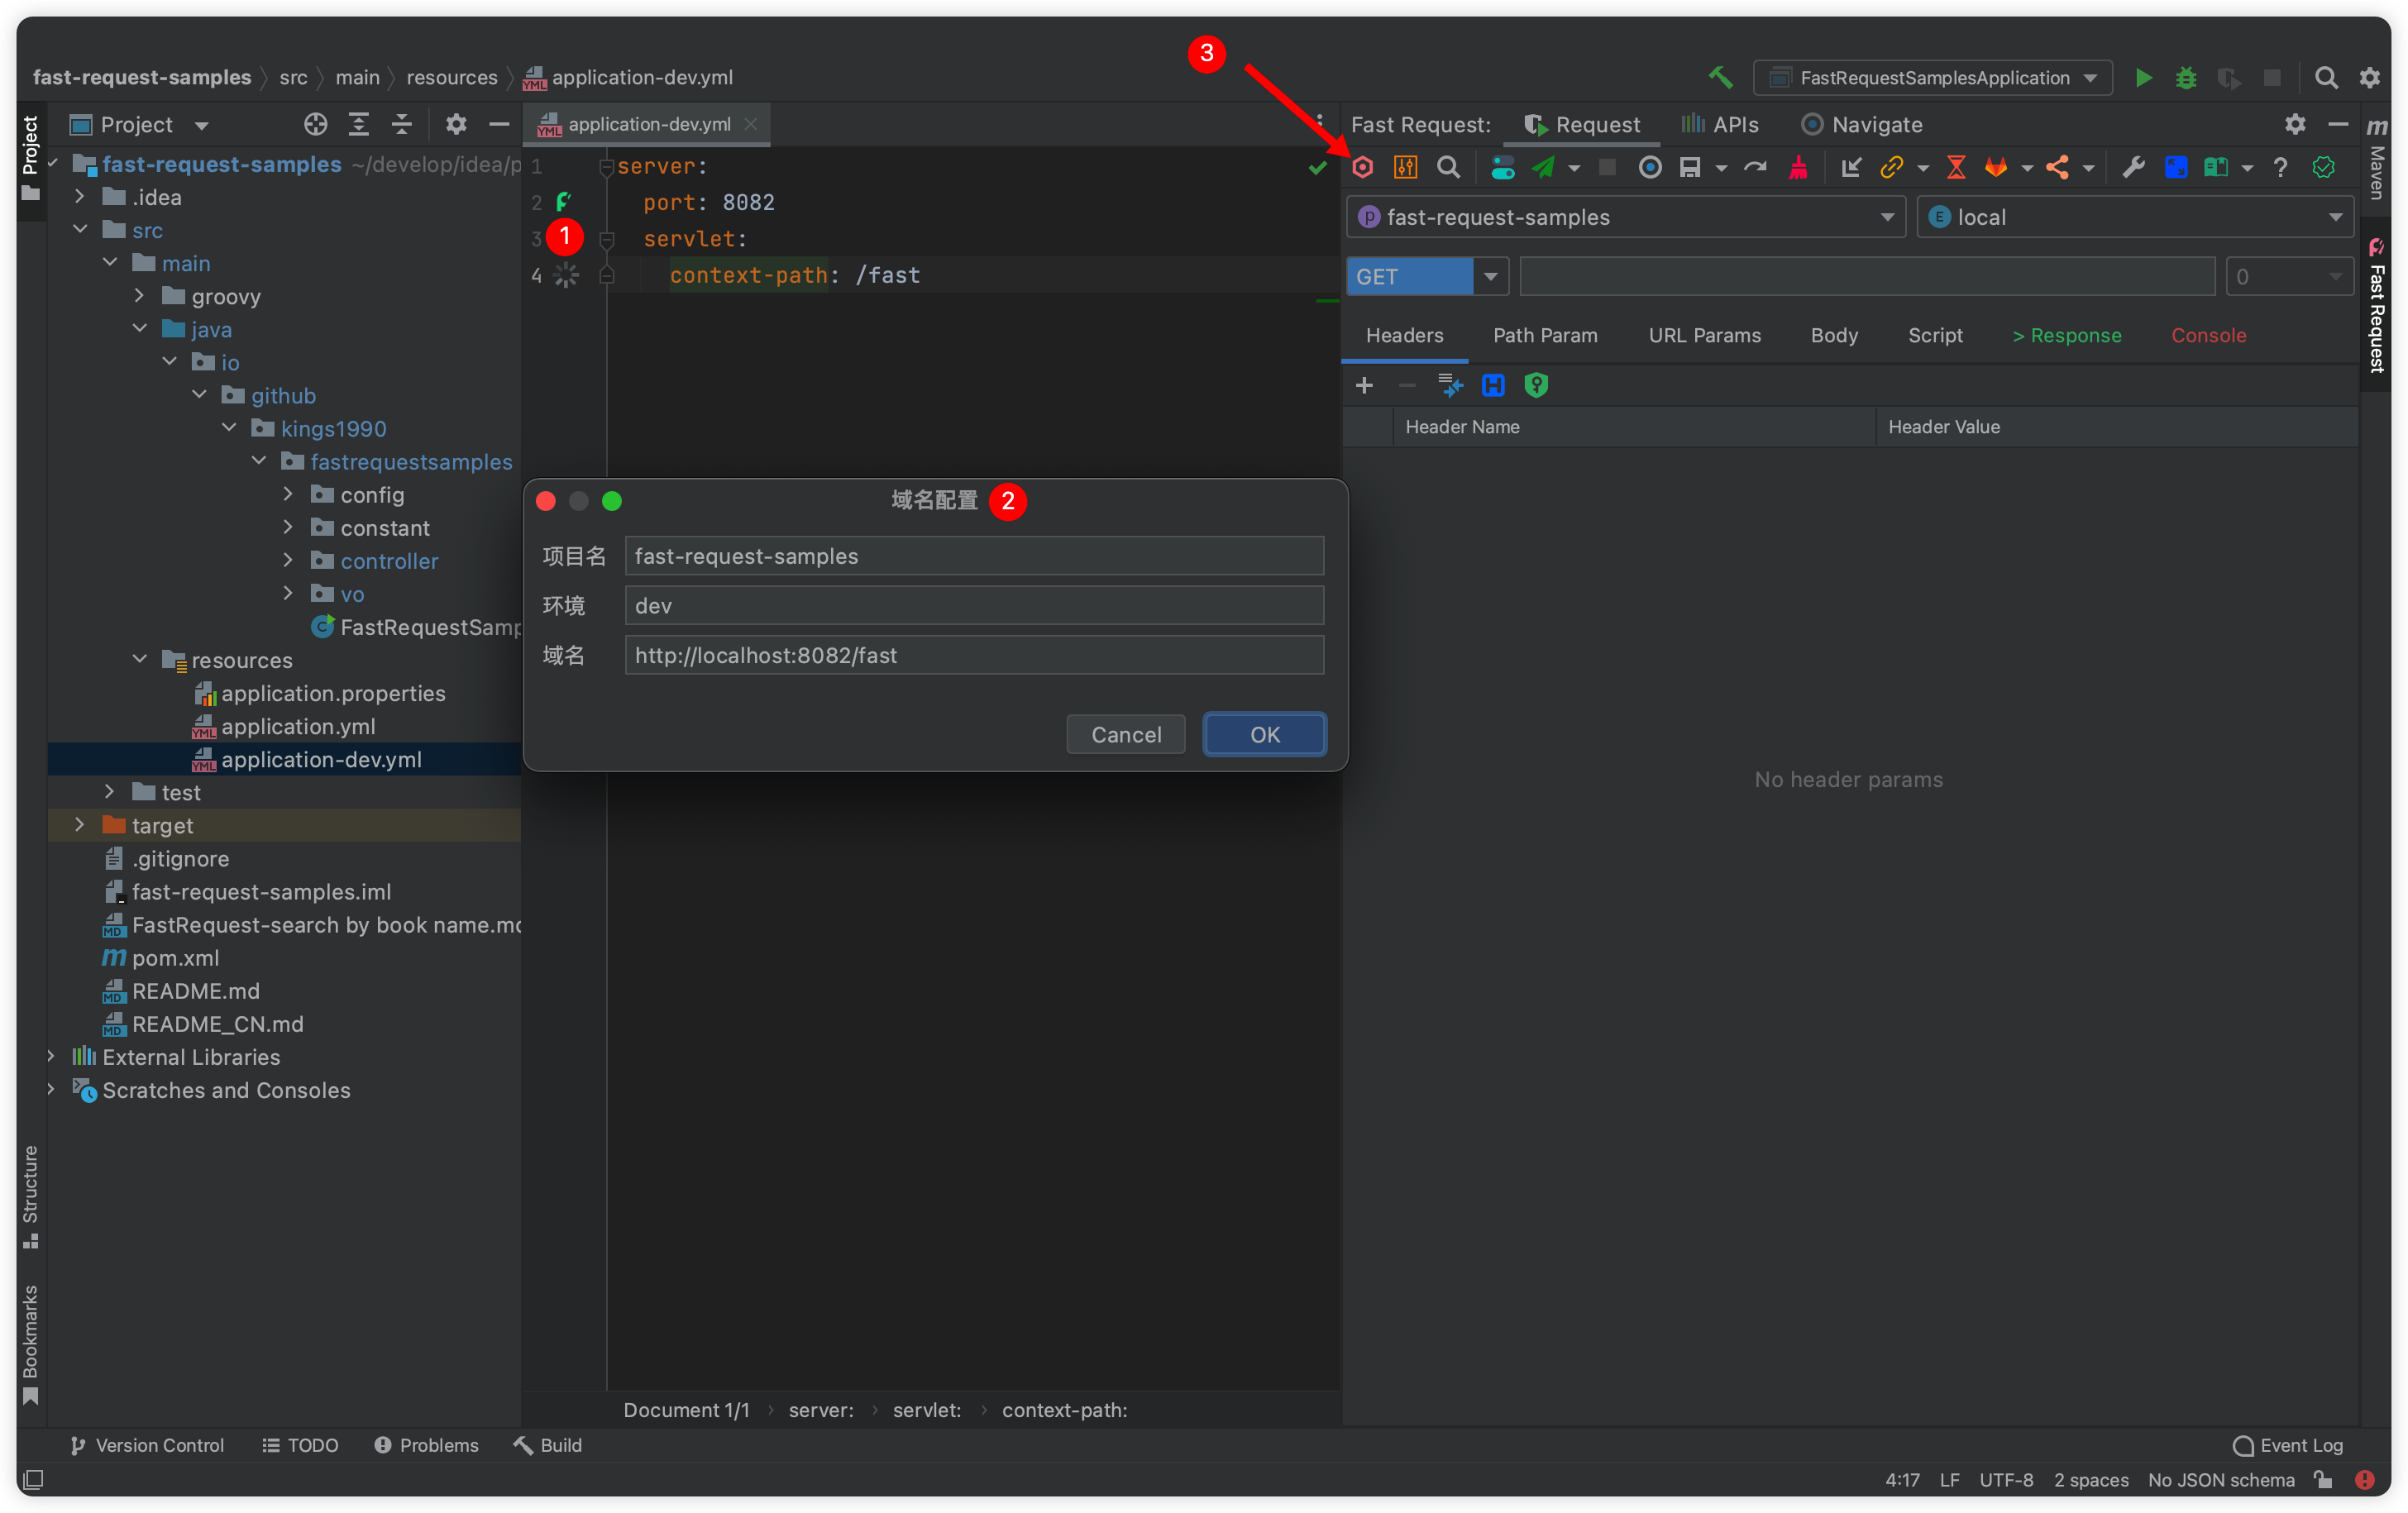 3
fast-request-samples src main resources application-dev.yml
FastRequestSamplesApplication
Project
Project
fast-request-samples ~/develop/idea/p
.idea
src
main
groovy
java
io
github
kings1990
fastrequestsamples
config
constant
controller
vo
FastRequestSamp
resources
application.properties
application.yml
application-dev.yml
test
target
.gitignore
fast-request-samples.iml
FastRequest-search by book name.md
pom.xml
README.md
README_CN.md
External Libraries
Scratches and Consoles
Structure
Bookmarks
application-dev.yml
1 server:
2 port: 8082
3 servlet:
1
4 context-path: /fast
域名配置 2
项目名 fast-request-samples
环境 dev
域名 http://localhost:8082/fast
Cancel OK
Document 1/1 server: servlet: context-path:
Fast Request: Request APIs Navigate
fast-request-samples
local
GET
0
Headers Path Param URL Params Body Script > Response Console
Header Name Header Value
No header params
Maven
Fast Request
Version Control TODO Problems Build Event Log
4:17 LF UTF-8 2 spaces No JSON schema